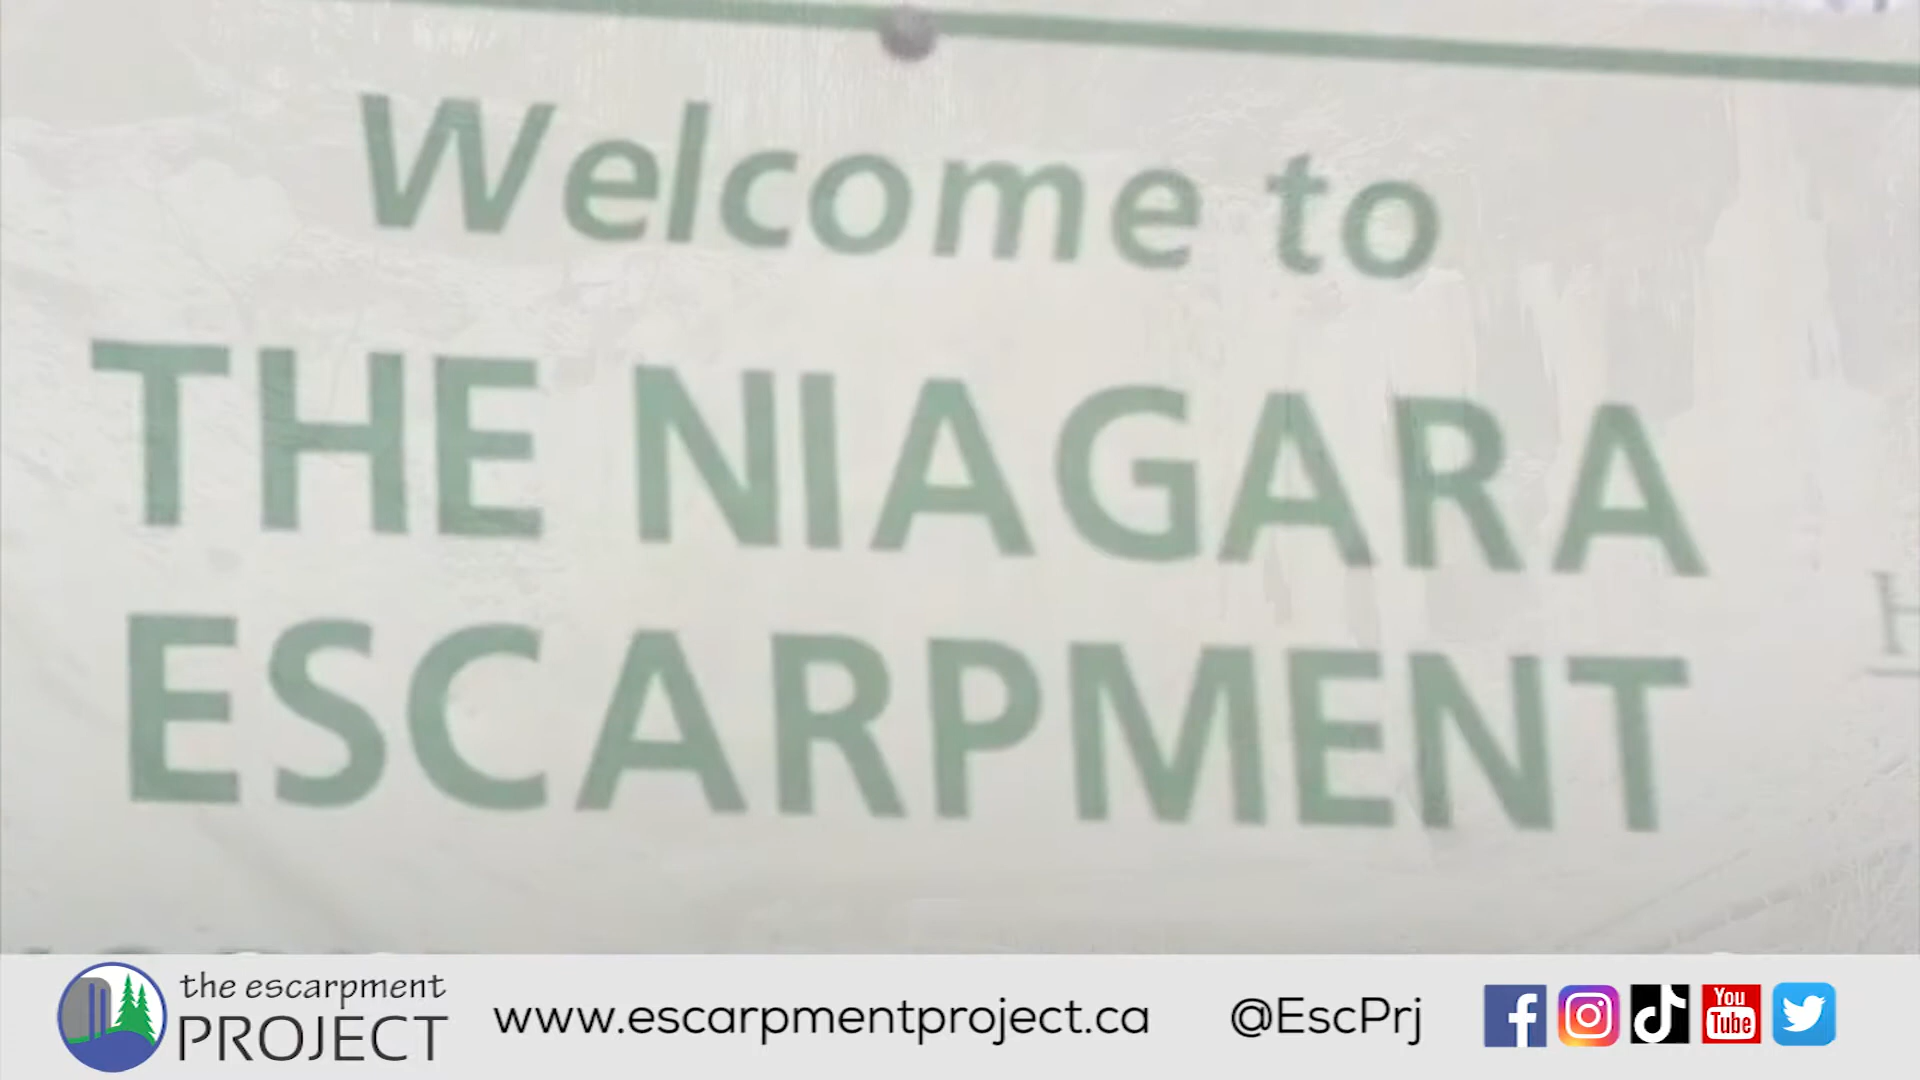 Welcome to
THE NIAGARA
ESCARPMENT
the escarpment
PROJECT
www.escarpmentproject.ca
@EscPrj
You
Tube